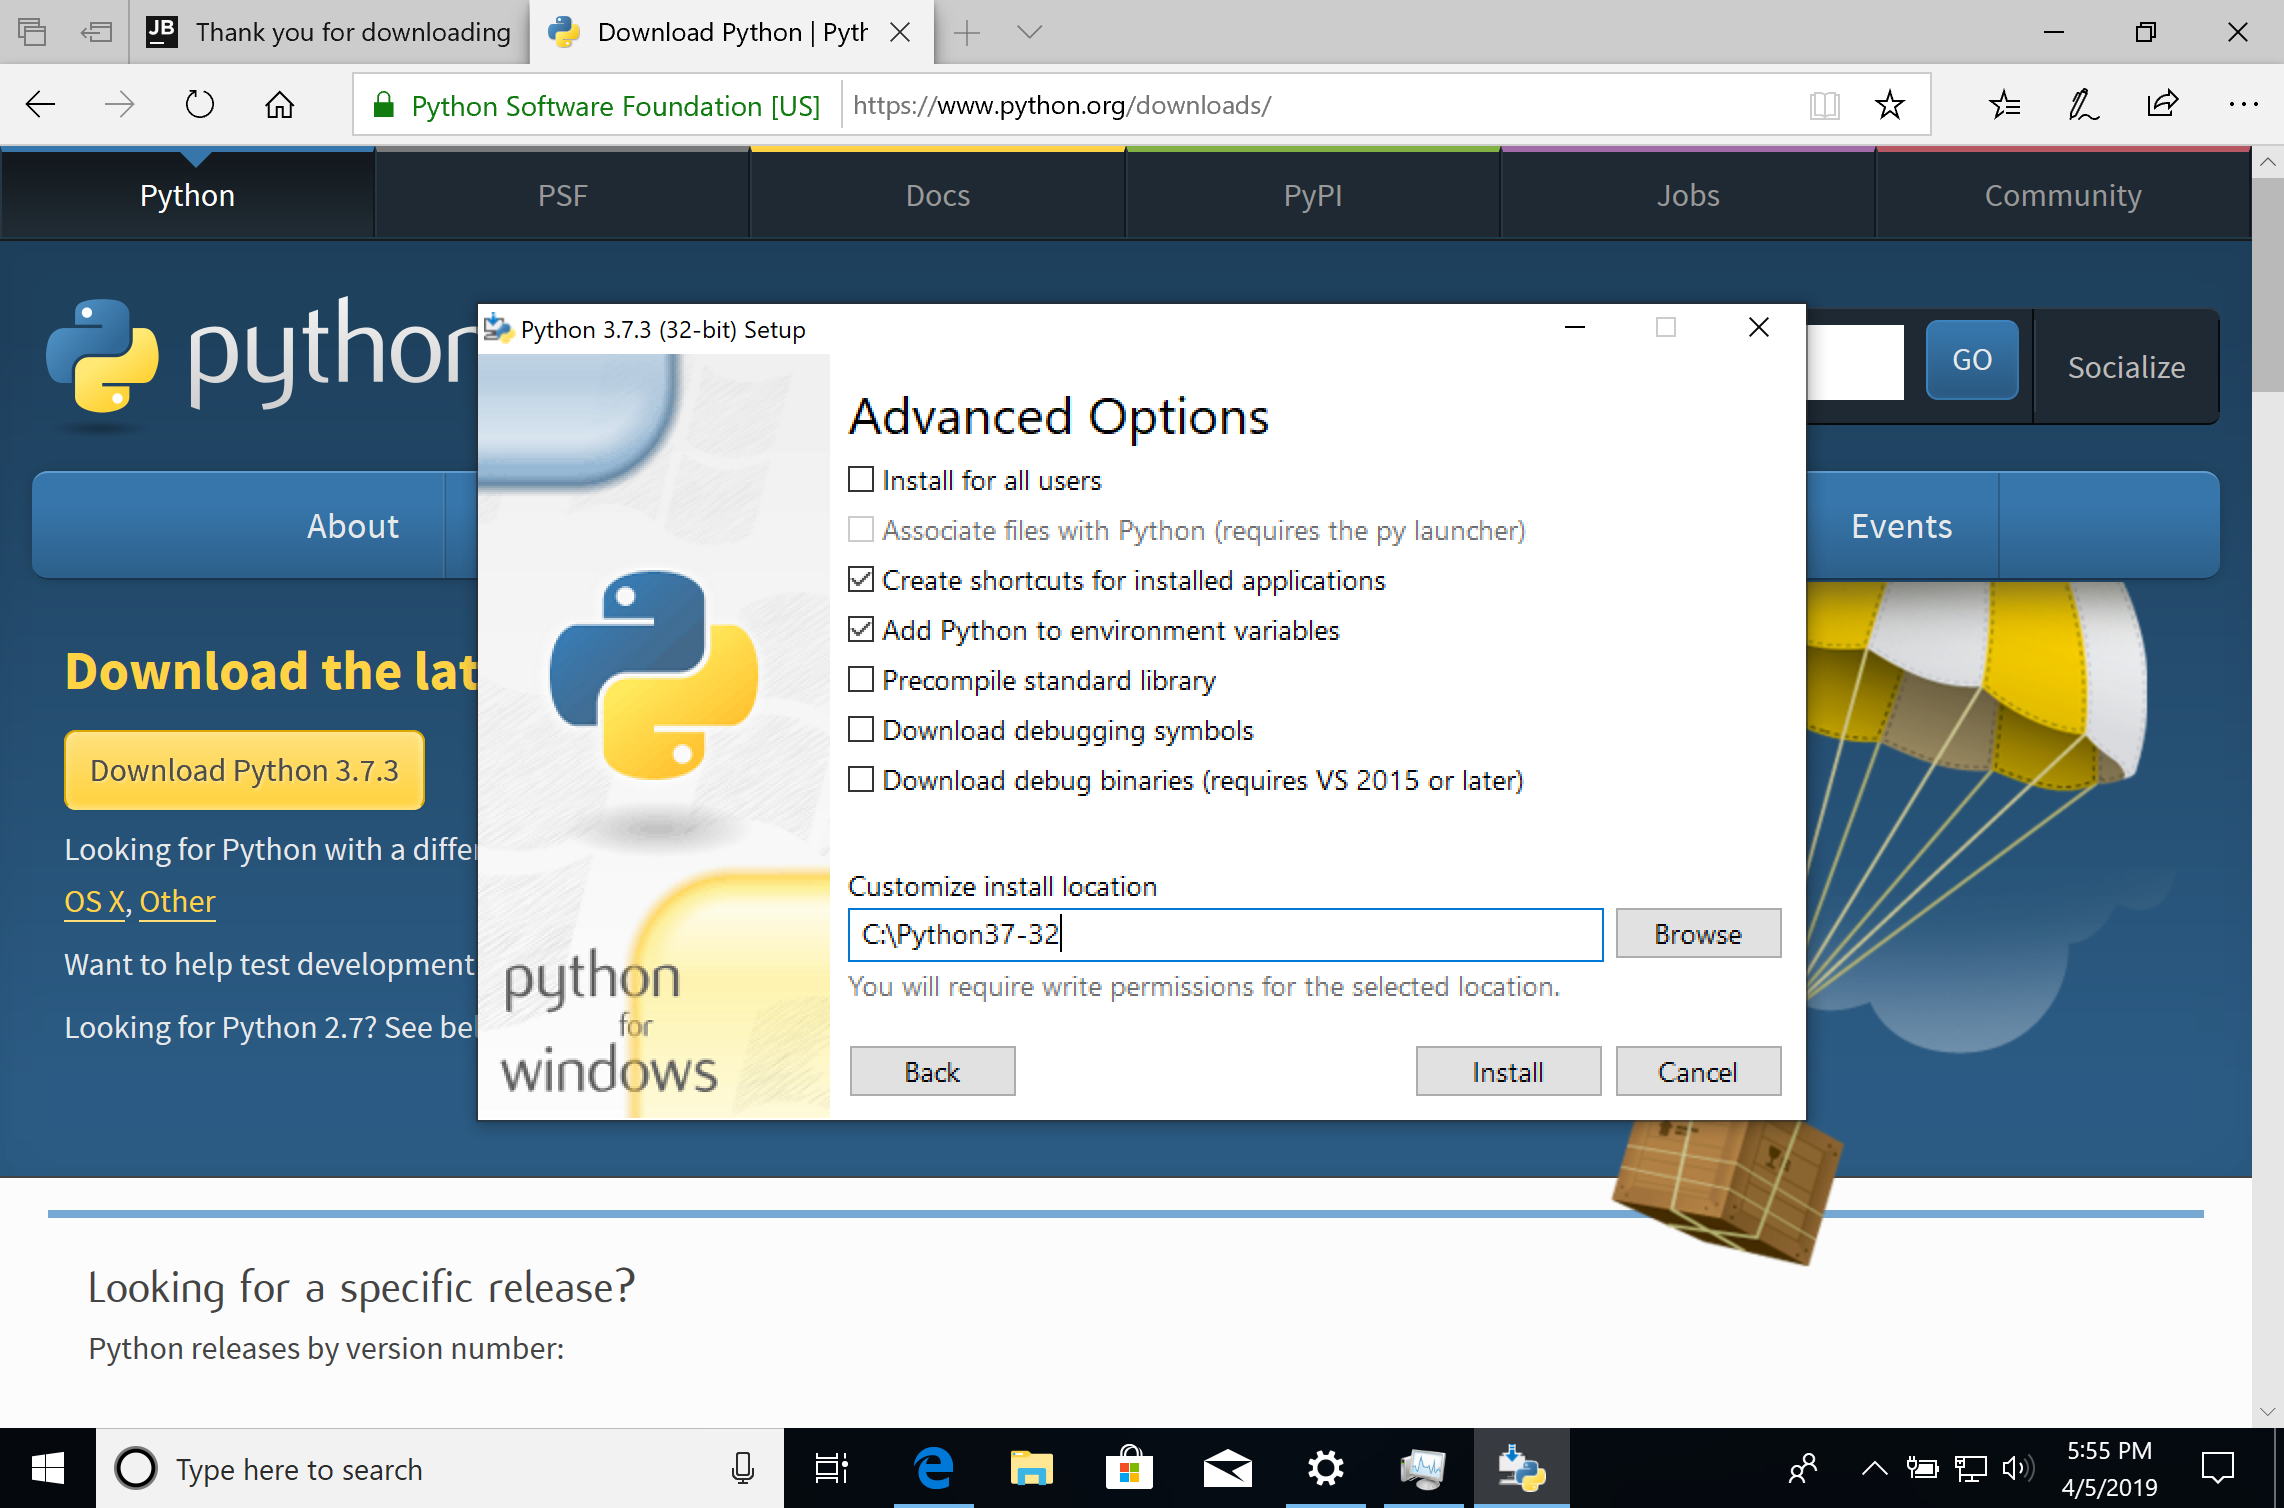 JB
Thank you for downloading
Download Python | Pyth
Python Software Foundation [US]
https://www.python.org/downloads/
Python
PSF
Docs
PyPI
Jobs
Community
python
GO
Socialize
About
Events
Download the lat
Download Python 3.7.3
Looking for Python with a differ
OS X, Other
Want to help test development
Looking for Python 2.7? See bel
Python 3.7.3 (32-bit) Setup
Advanced Options
Install for all users
Associate files with Python (requires the py launcher)
Create shortcuts for installed applications
Add Python to environment variables
Precompile standard library
Download debugging symbols
Download debug binaries (requires VS 2015 or later)
Customize install location
C:\Python37-32
Browse
You will require write permissions for the selected location.
Back
Install
Cancel
python
for
windows
Looking for a specific release?
Python releases by version number:
Type here to search
5:55 PM
4/5/2019